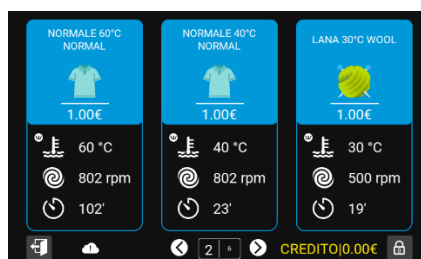 NORMALE 60°C
NORMAL
1.00€
60 °C
802 rpm
102'
NORMALE 40°C
NORMAL
1.00€
40 °C
802 rpm
23'
LANA 30°C WOOL
1.00€
30 °C
500 rpm
19'
2 6
CREDITO|0.00€